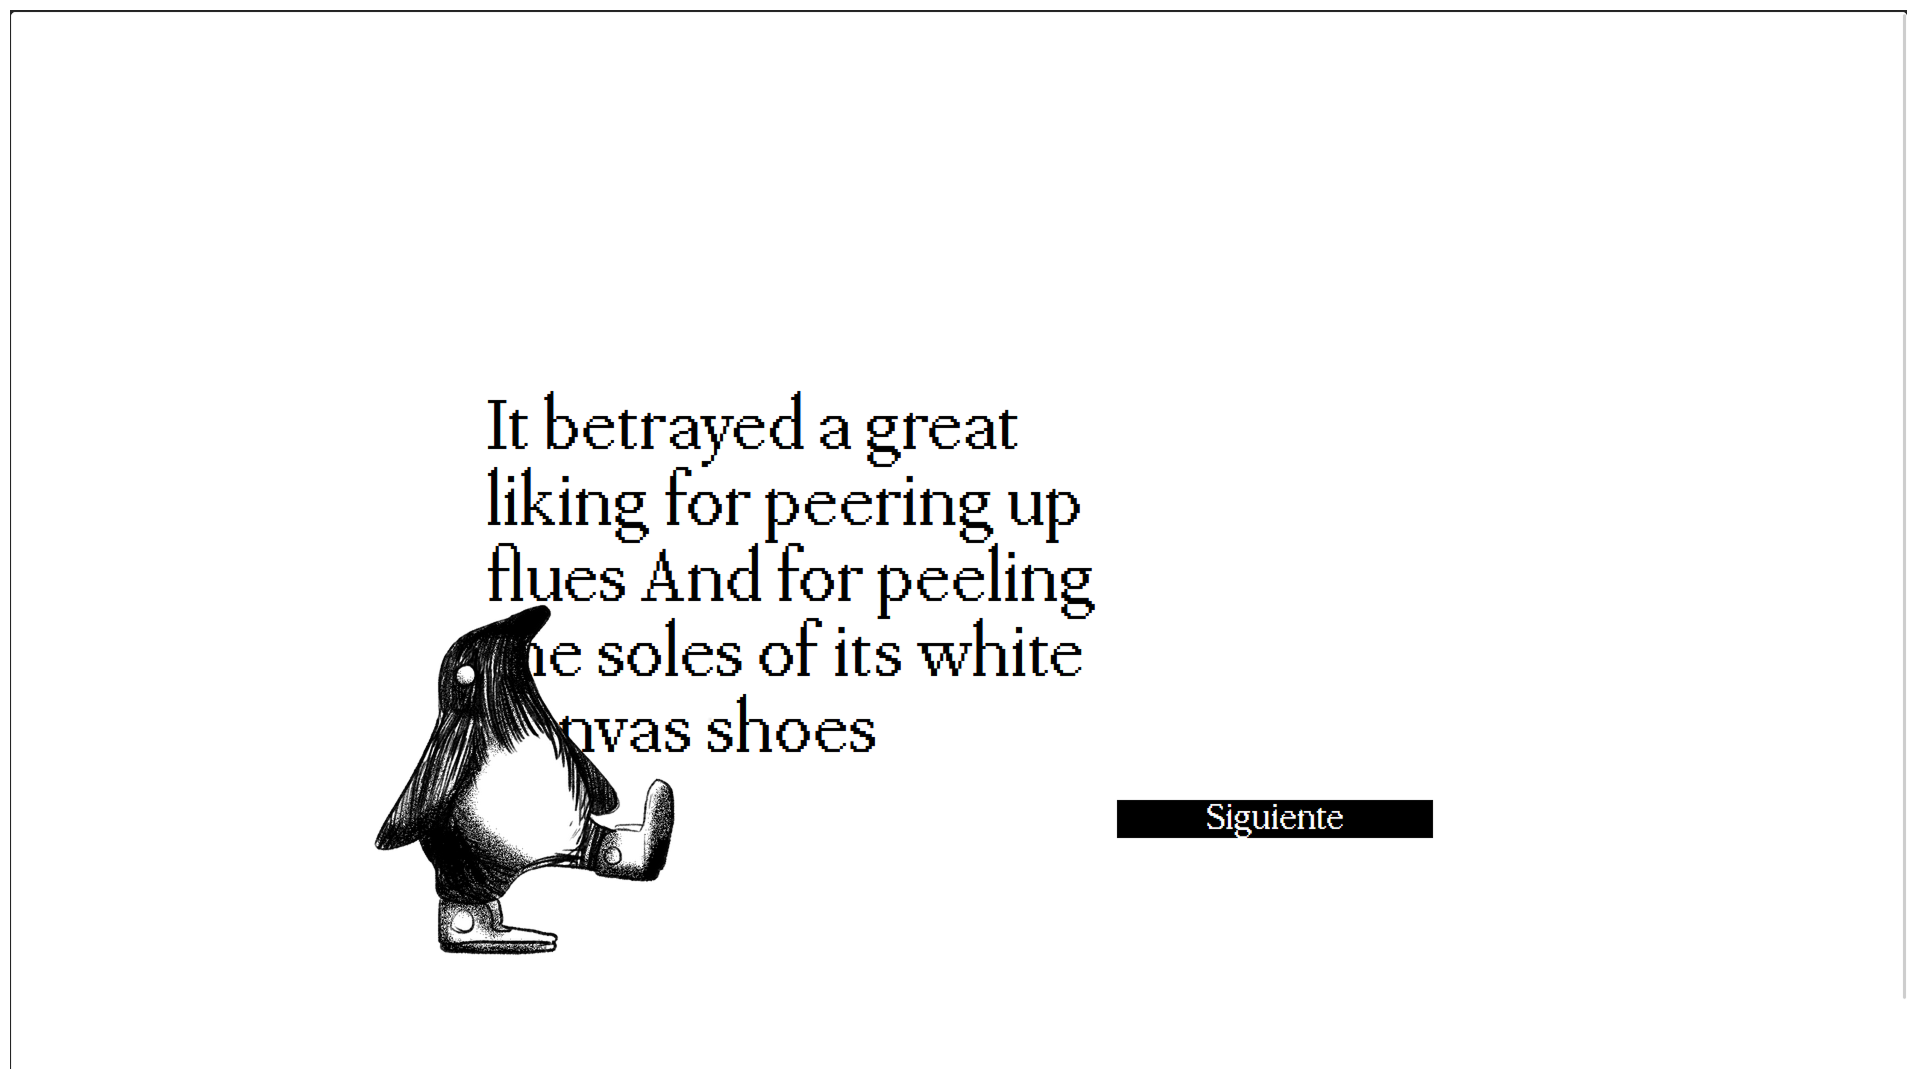 It betrayed a great
liking for peering up
flues And for peeling
soles of its white
shoes
Siguiente